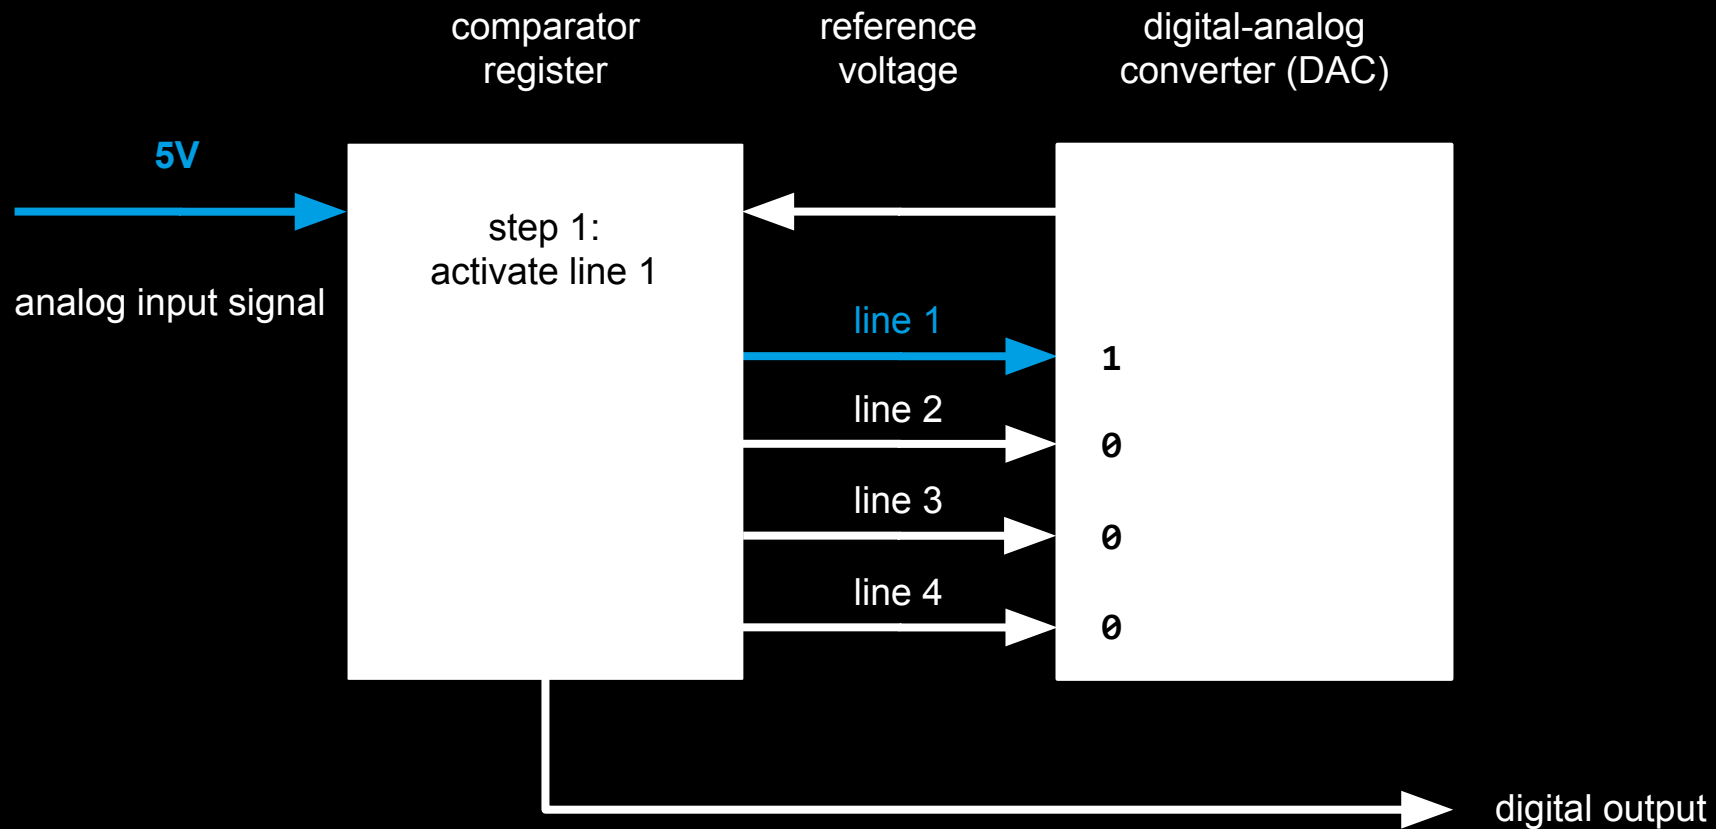 comparator
register
reference
voltage
digital-analog
converter (DAC)
5V
analog input signal
step 1:
activate line 1
line 1
1
line 2
0
line 3
0
line 4
0
digital output